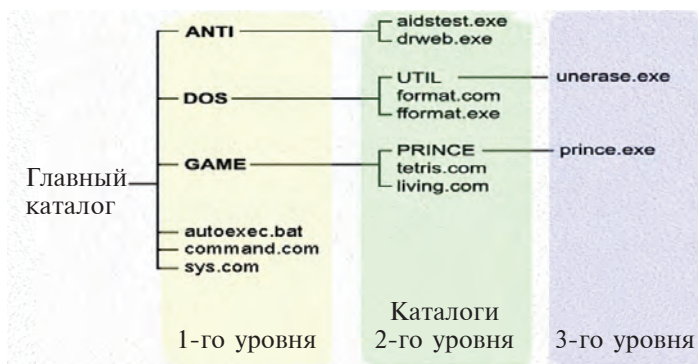 ANTI
aidstest.exe
drweb.exe
DOS
UTIL
unerase.exe
format.com
fformat.exe
GAME
PRINCE
prince.exe
tetris.com
living.com
Главный
каталог
autoexec.bat
command.com
sys.com
1-го уровня
Каталоги
2-го уровня
3-го уровня